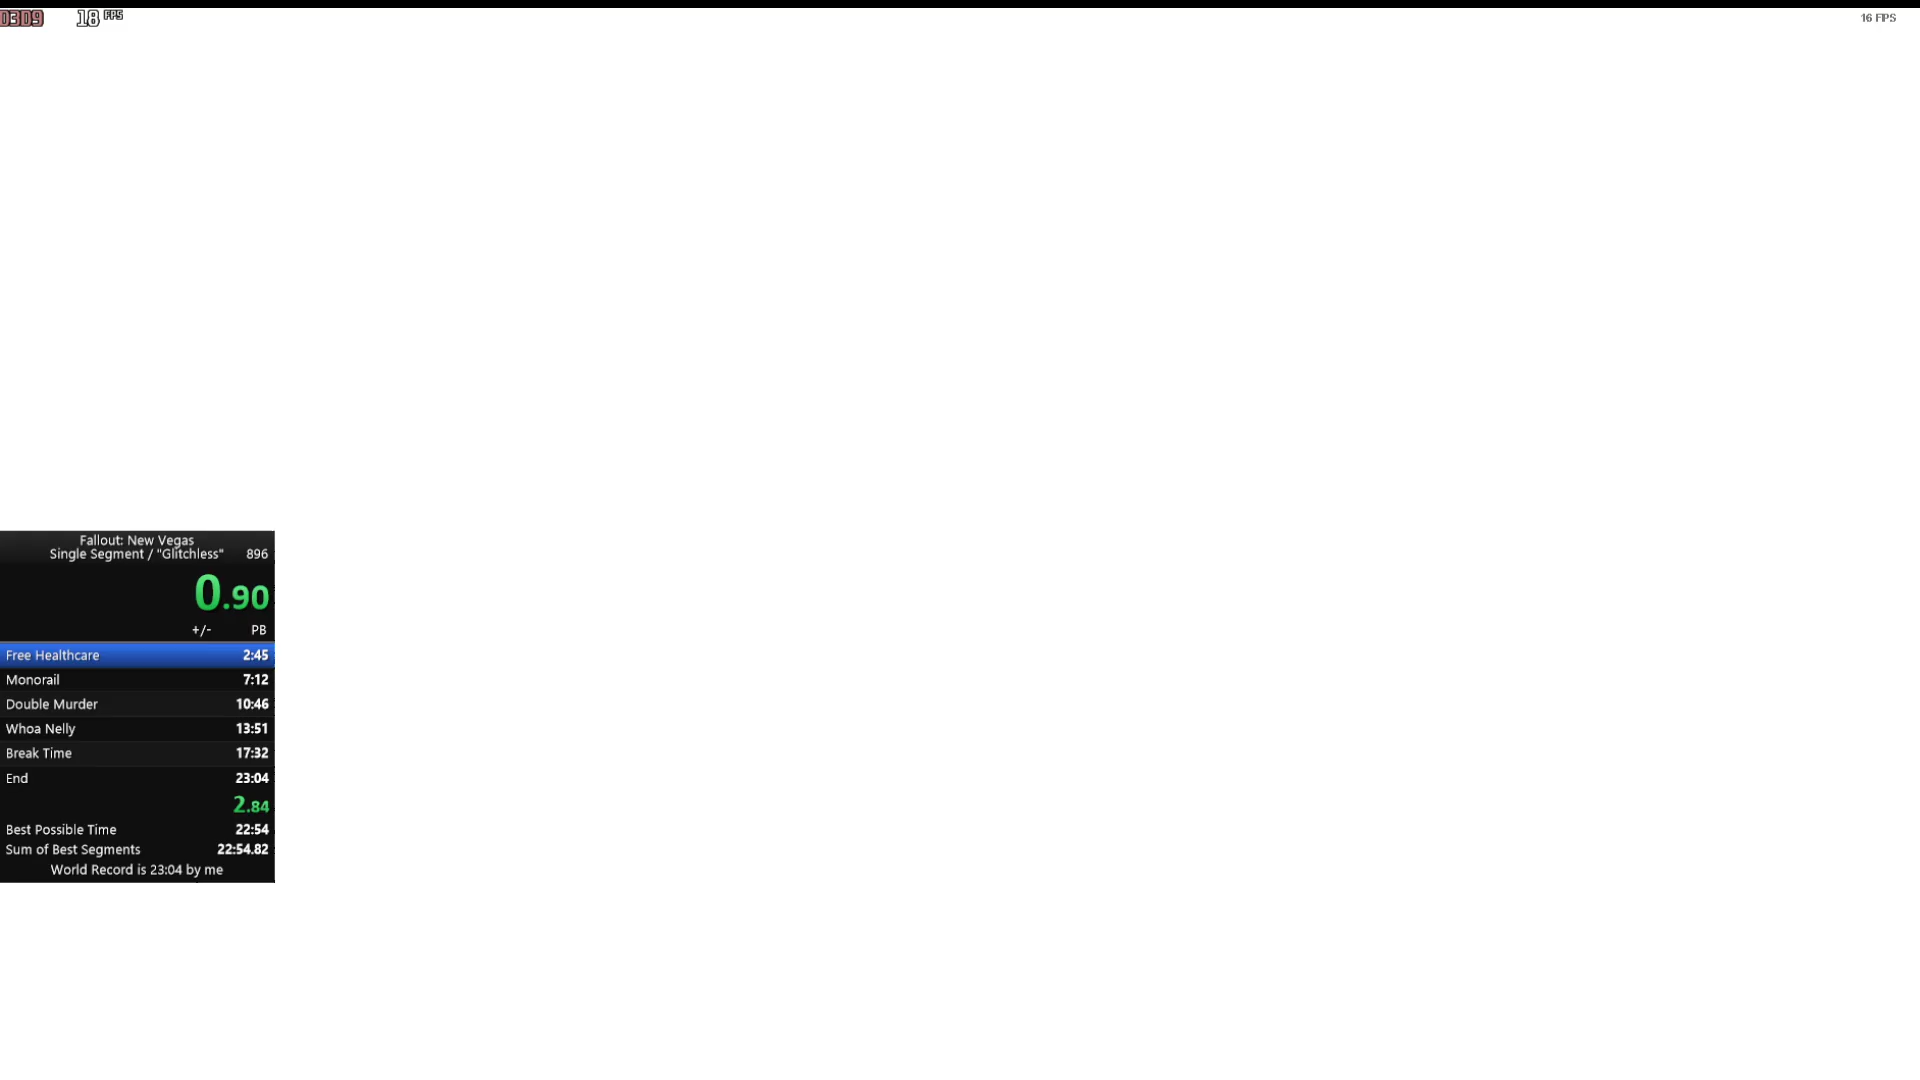 0309 18 FPS
16 FPS
Fallout: New Vegas
Single Segment / "Glitchless" 896
0.90
+/- PB
Free Healthcare 2:45
Monorail 7:12
Double Murder 10:46
Whoa Nelly 13:51
Break Time 17:32
End 23:04
2.84
Best Possible Time 22:54
Sum of Best Segments 22:54.82
World Record is 23:04 by me